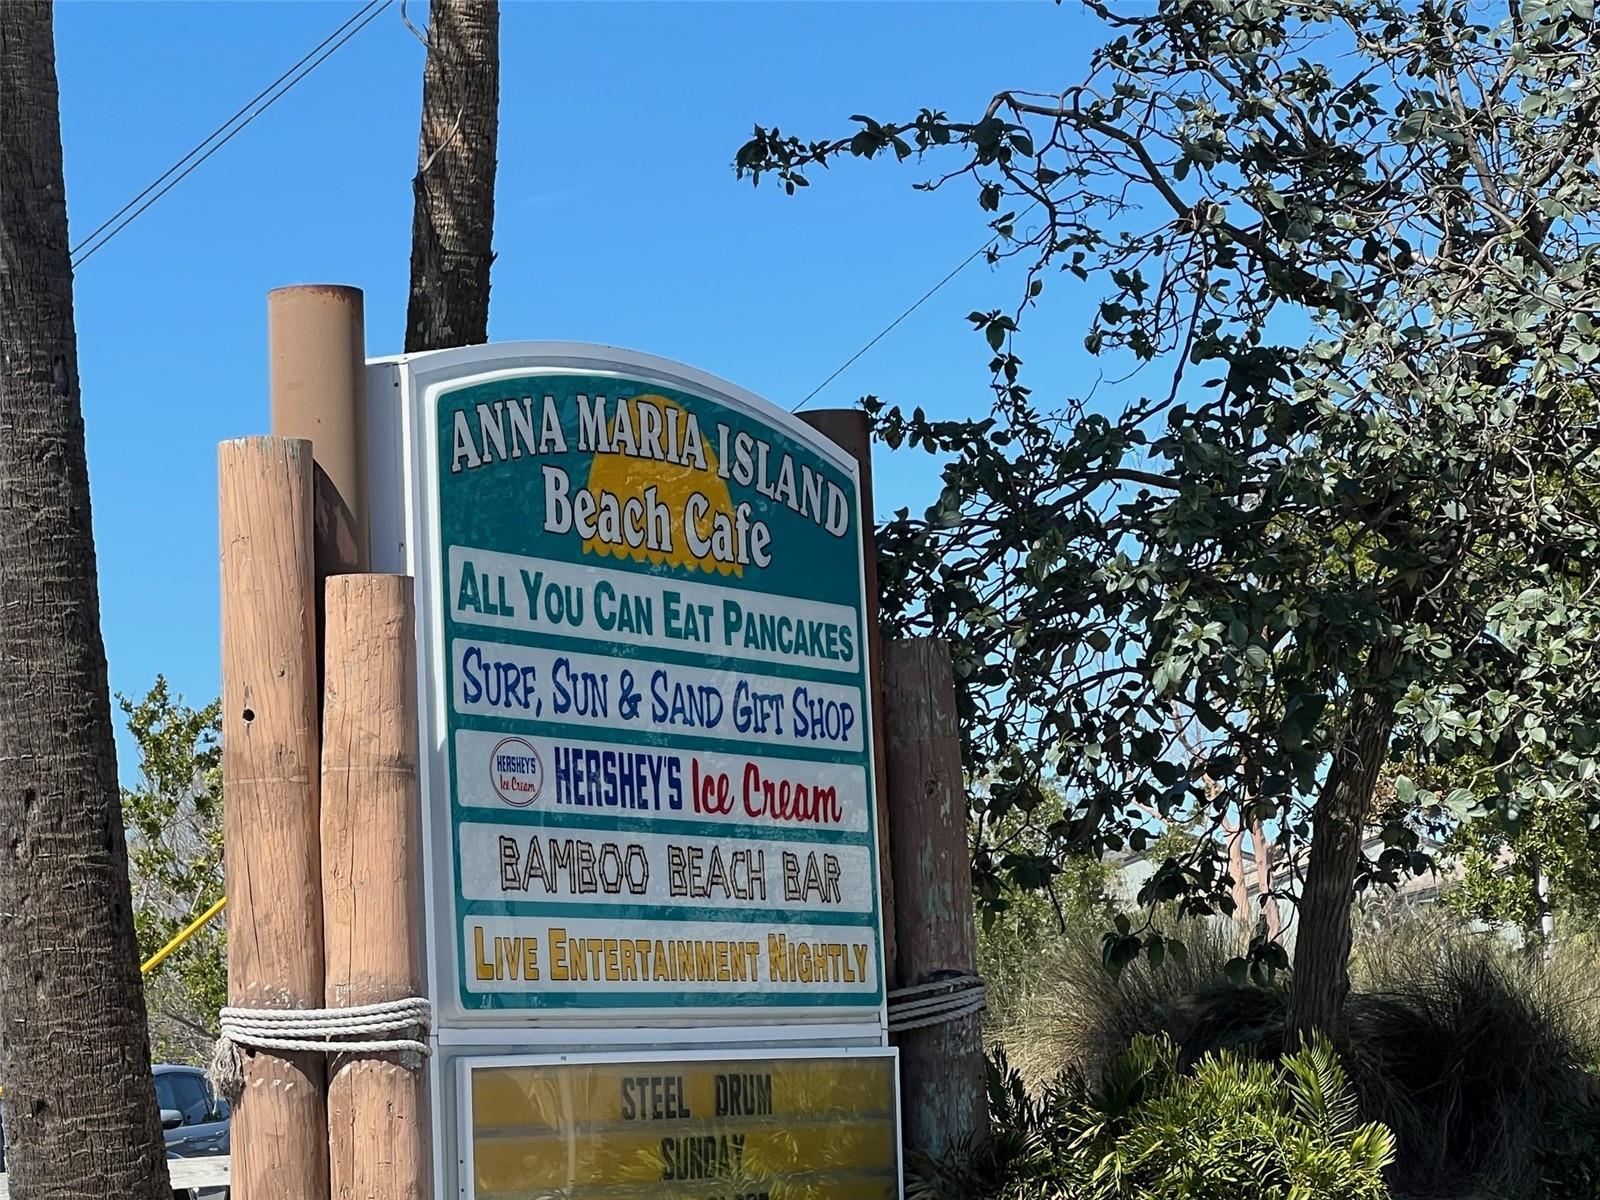 ANNA MARIA ISLAND
Beach Cafe
ALL YOU CAN EAT PANCAKES
SURF, SUN & SAND GIFT SHOP
HERSHEY'S
Ice Cream
HERSHEY'S Ice Cream
BAMBOO BEACH BAR
LIVE ENTERTAINMENT NIGHTLY
STEEL DRUM
SUNDAY